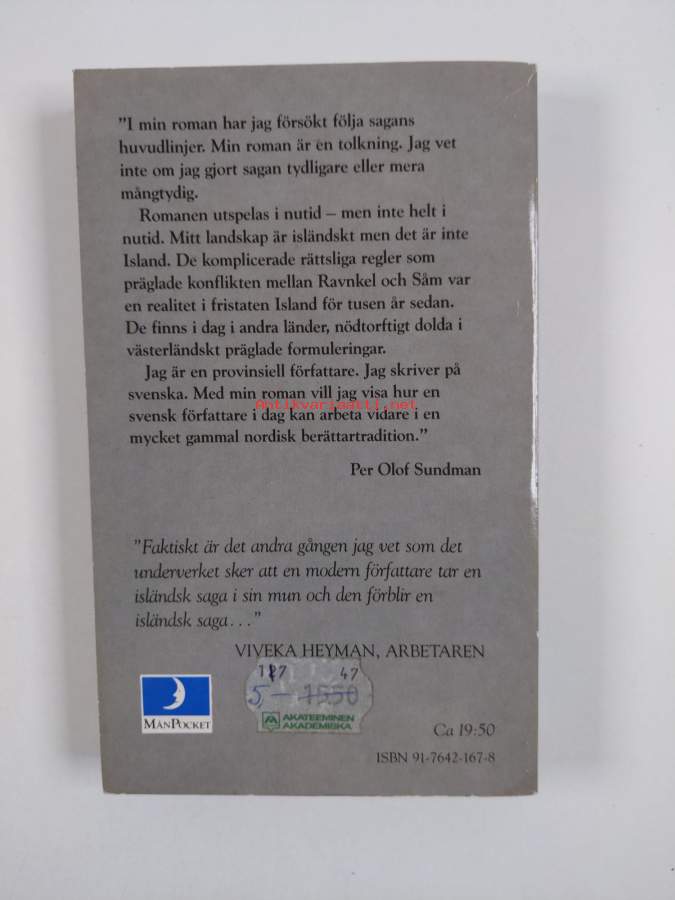 "I min roman har jag försökt följa sagans
huvudlinjer. Min roman är en tolkning. Jag vet
inte om jag gjort sagan tydligare eller mera
mångtydig.
Romanen utspelas i nutid – men inte helt i
nutid. Mitt landskap är isländskt men det är inte
Island. De komplicerade rättsliga regler som
präglade konflikten mellan Ravnkel och Såm var
en realitet i fristaten Island för tusen år sedan.
De finns i dag i andra länder, nödtorftigt dolda i
västerländskt präglade formuleringar.
Jag är en provinsiell författare. Jag skriver på
svenska. Med min roman vill jag visa hur en
Antikvariaatti.net
svensk författare i dag kan arbeta vidare i en
mycket gammal nordisk berättartradition."
Per Olof Sundman
"Faktiskt är det andra gången jag vet som det
underverket sker att en modern författare tar en
isländsk saga i sin mun och den förblir en
isländsk saga..."
VIVEKA HEYMAN, ARBETAREN
47
5,– 1550
MÅNPOCKET
AKATEEMINEN
AKADEMISKA
Ca 19:50
ISBN 91-7642-167-8